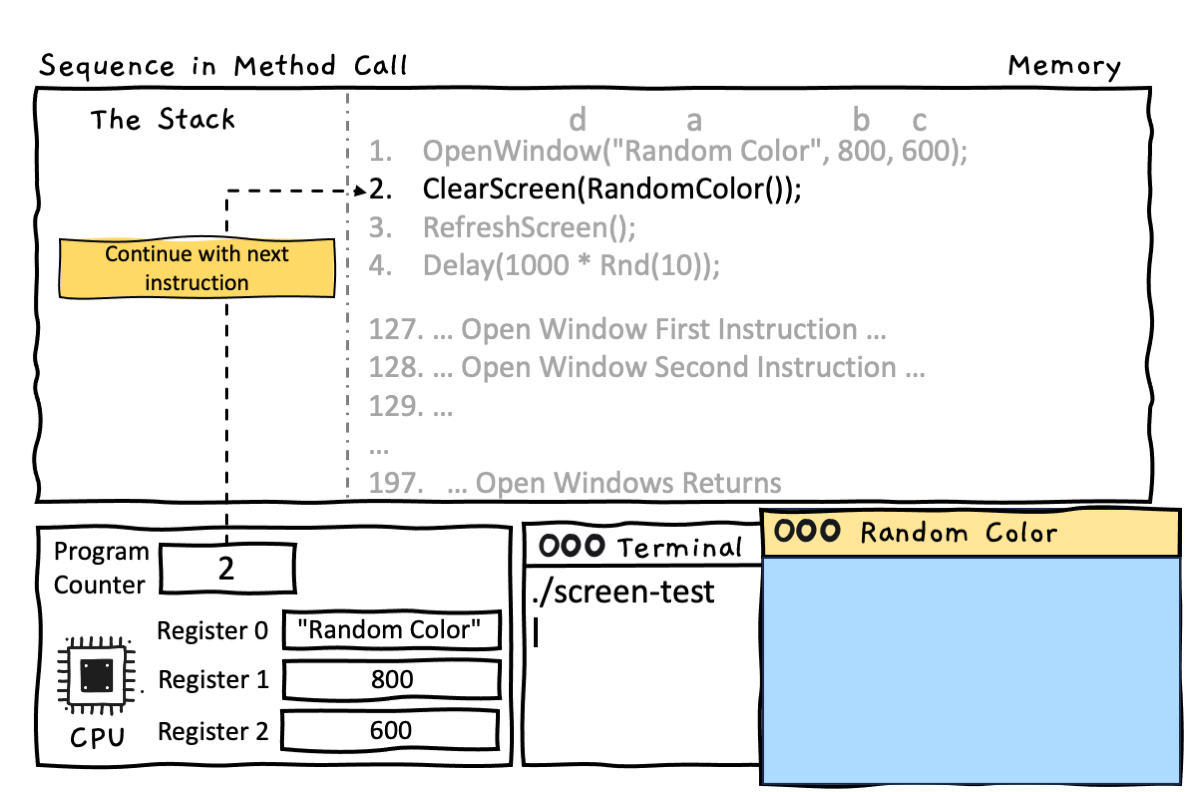 Sequence in Method Call
Memory
The Stack
d a b c
1. OpenWindow("Random Color", 800, 600);
2. ClearScreen(RandomColor());
3. RefreshScreen();
4. Delay(1000 * Rnd(10));
Continue with next
instruction
127. ... Open Window First Instruction ...
128. ... Open Window Second Instruction ...
129. ...
...
197. ... Open Windows Returns
Program
Counter
2
Register 0
"Random Color"
Register 1
800
Register 2
600
CPU
Terminal
./screen-test
Random Color